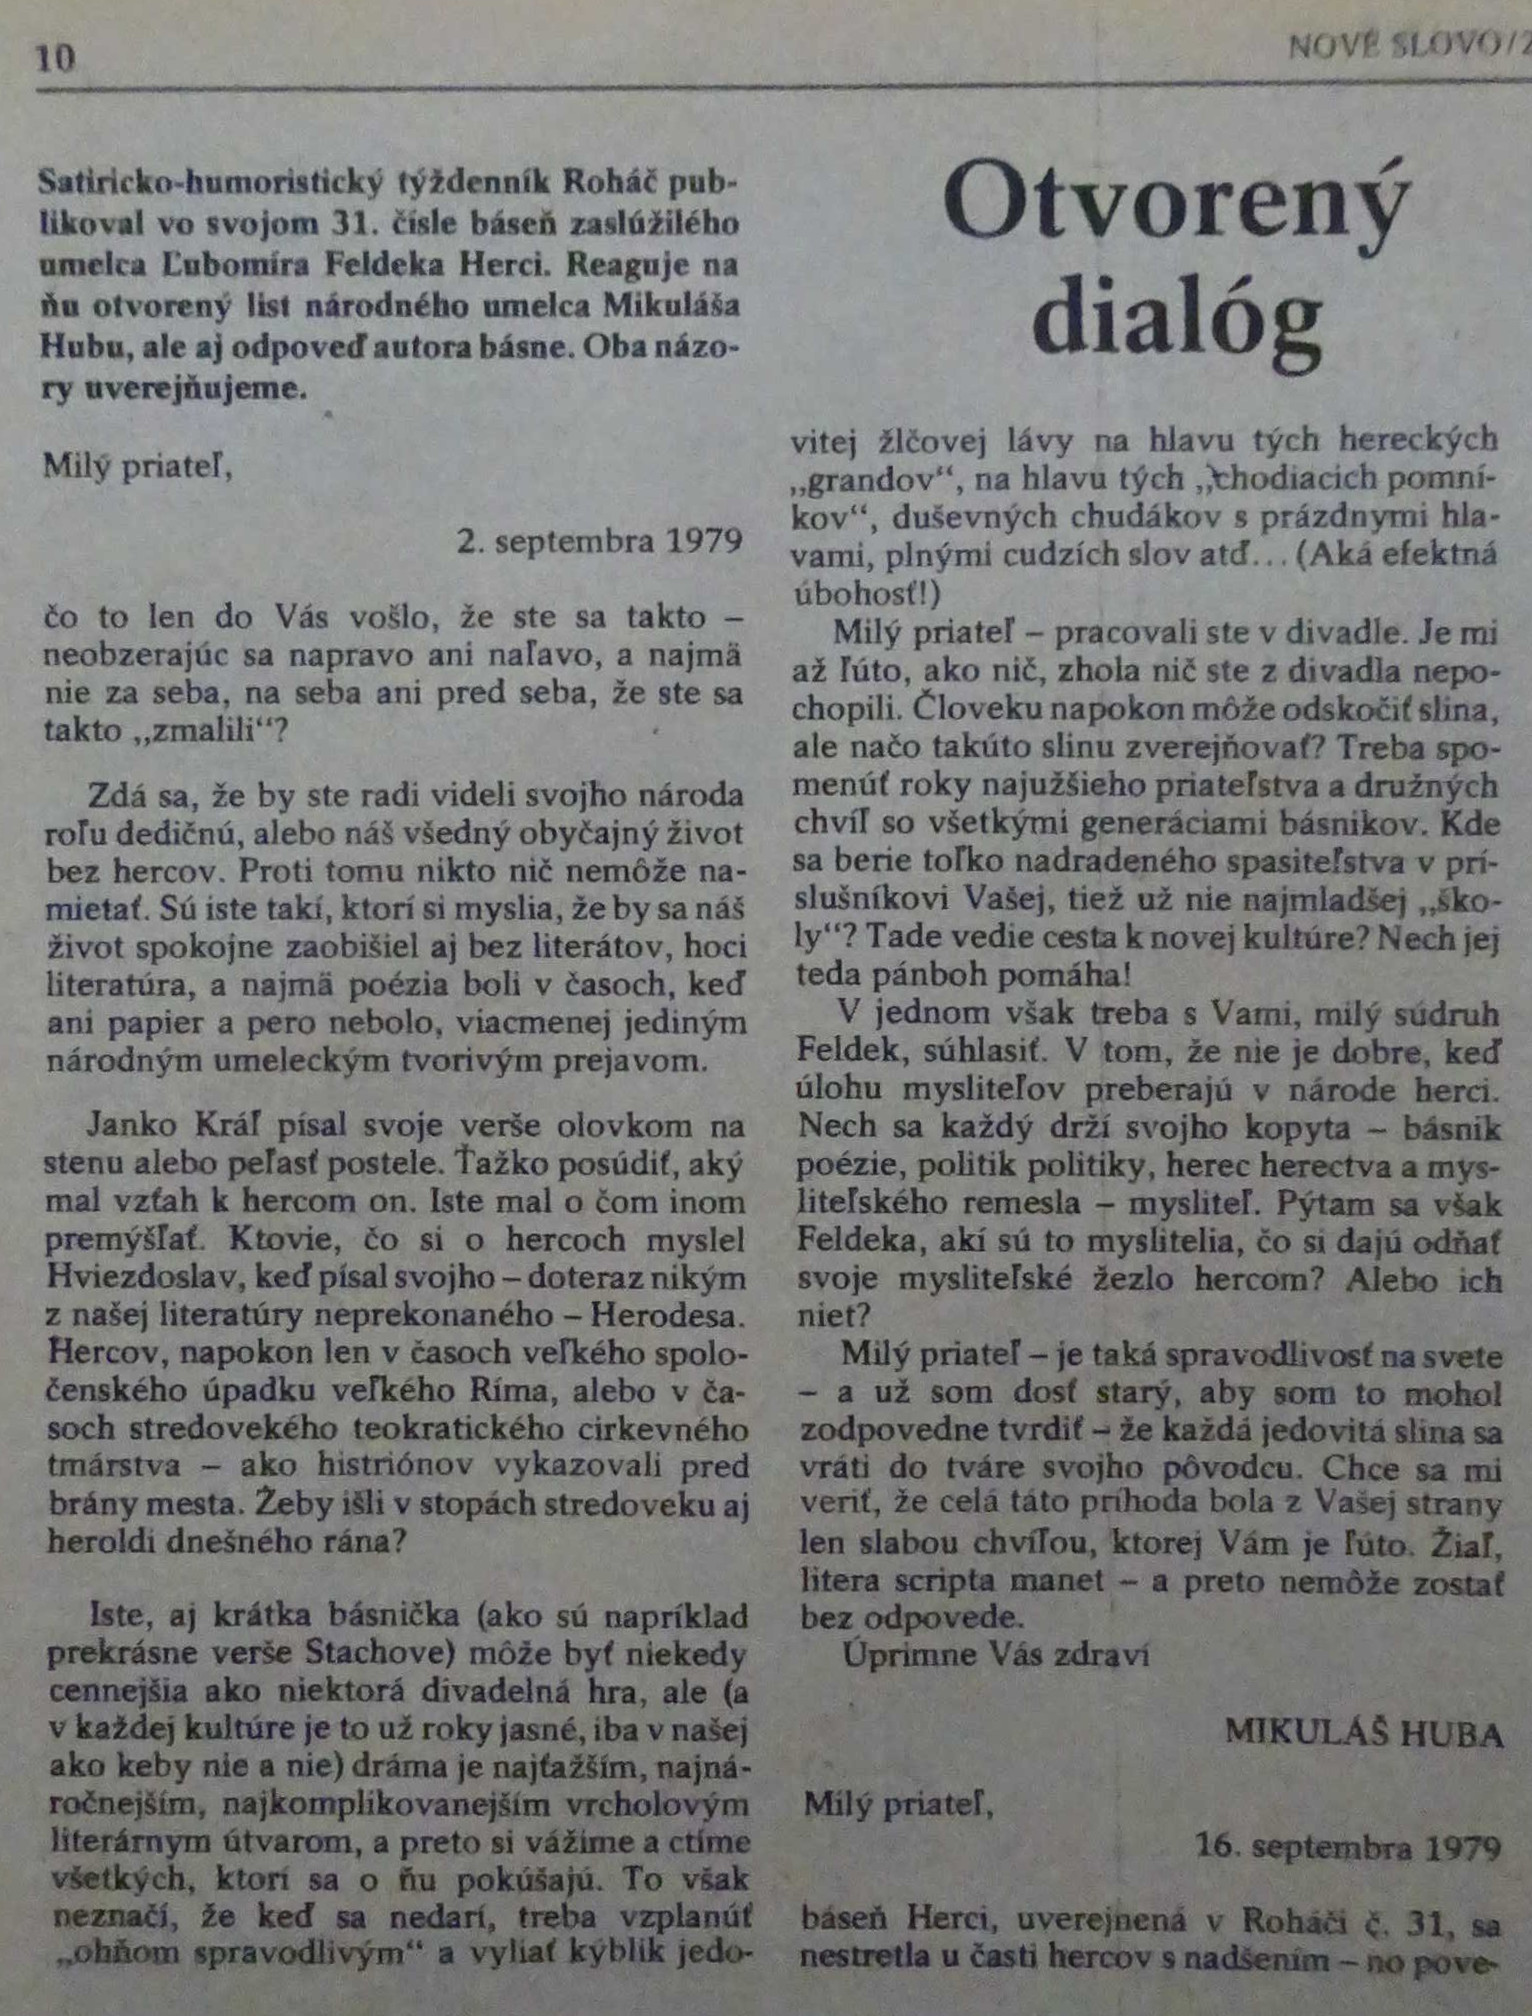 10
NOVÉ SLOVO/2
Satiricko-humoristický týždenník Roháč pub-
likoval vo svojom 31. čísle báseň zaslúžilého
umelca Ľubomíra Feldeka Herci. Reaguje na
ňu otvorený list národného umelca Mikuláša
Hubu, ale aj odpoveď autora básne. Oba názo-
ry uverejňujeme.
Milý priateľ,
2. septembra 1979
čo to len do Vás vošlo, že ste sa takto –
neobzerajúc sa napravo ani naľavo, a najmä
nie za seba, na seba ani pred seba, že ste sa
takto „zmalili“?
Zdá sa, že by ste radi videli svojho národa
roľu dedičnú, alebo náš všedný obyčajný život
bez hercov. Proti tomu nikto nič nemôže na-
mietať. Sú iste takí, ktorí si myslia, že by sa náš
život spokojne zaobišiel aj bez literátov, hoci
literatúra, a najmä poézia boli v časoch, keď
ani papier a pero nebolo, viacmenej jediným
národným umeleckým tvorivým prejavom.
Janko Kráľ písal svoje verše olovkom na
stenu alebo peľasť postele. Ťažko posúdiť, aký
mal vzťah k hercom on. Iste mal o čom inom
premýšľať. Ktovie, čo si o hercoch myslel
Hviezdoslav, keď písal svojho – doteraz nikým
z našej literatúry neprekonaného – Herodesa.
Hercov, napokon len v časoch veľkého spolo-
čenského úpadku veľkého Ríma, alebo v ča-
soch stredovekého teokratického cirkevného
tmárstva – ako histriónov vykazovali pred
brány mesta. Žeby išli v stopách stredoveku aj
heroldi dnešného rána?
Iste, aj krátka básnička (ako sú napríklad
prekrásne verše Stachove) môže byť niekedy
cennejšia ako niektorá divadelná hra, ale (a
v každej kultúre je to už roky jasné, iba v našej
ako keby nie a nie) dráma je najťažším, najná-
ročnejším, najkomplikovanejším vrcholovým
literárnym útvarom, a preto si vážime a ctíme
všetkých, ktorí sa o ňu pokúšajú. To však
neznačí, že keď sa nedarí, treba vzplanúť
„ohňom spravodlivým“ a vyliať kýblik jedo-
Otvorený
dialóg
vitej žlčovej lávy na hlavu tých hereckých
„grandov“, na hlavu tých „chodiacich pomní-
kov“, duševných chudákov s prázdnymi hla-
vami, plnými cudzích slov atď... (Aká efektná
úbohosť!)
Milý priateľ – pracovali ste v divadle. Je mi
až ľúto, ako nič, zhola nič ste z divadla nepo-
chopili. Človeku napokon môže odskočiť slina,
ale načo takúto slinu zverejňovať? Treba spo-
menúť roky najužšieho priateľstva a družných
chvíľ so všetkými generáciami básnikov. Kde
sa berie toľko nadradeného spasiteľstva v prí-
slušníkovi Vašej, tiež už nie najmladšej „ško-
ly“? Tade vedie cesta k novej kultúre? Nech jej
teda pánboh pomáha!
V jednom však treba s Vami, milý súdruh
Feldek, súhlasiť. V tom, že nie je dobre, keď
úlohu mysliteľov preberajú v národe herci.
Nech sa každý drží svojho kopyta – básnik
poézie, politik politiky, herec herectva a mys-
liteľského remesla – mysliteľ. Pýtam sa však
Feldeka, akí sú to myslitelia, čo si dajú odňať
svoje mysliteľské žezlo hercom? Alebo ich
niet?
Milý priateľ – je taká spravodlivosť na svete
– a už som dosť starý, aby som to mohol
zodpovedne tvrdiť – že každá jedovitá slina sa
vráti do tváre svojho pôvodcu. Chce sa mi
veriť, že celá táto príhoda bola z Vašej strany
len slabou chvíľou, ktorej Vám je ľúto. Žiaľ,
litera scripta manet – a preto nemôže zostať
bez odpovede.
Úprimne Vás zdraví
MIKULÁŠ HUBA
Milý priateľ,
16. septembra 1979
báseň Herci, uverejnená v Roháči č. 31, sa
nestretla u časti hercov s nadšením – no pove-